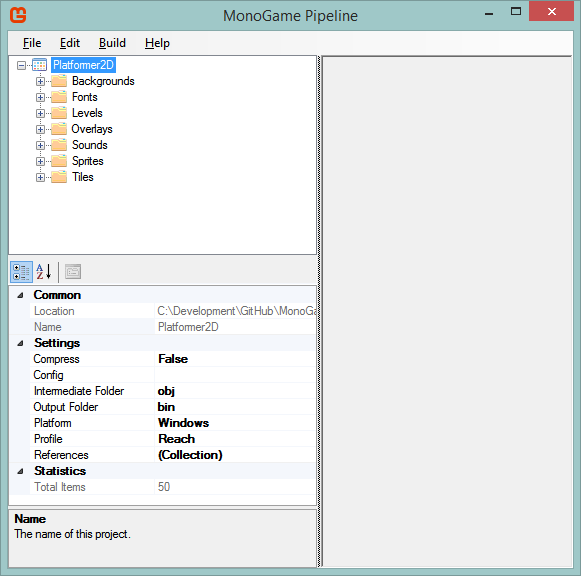 MonoGame Pipeline
File Edit Build Help
Platformer2D
Backgrounds
Fonts
Levels
Overlays
Sounds
Sprites
Tiles
Common
Location C:\Development\GitHub\MonoGa
Name Platformer2D
Settings
Compress False
Config
Intermediate Folder obj
Output Folder bin
Platform Windows
Profile Reach
References (Collection)
Statistics
Total Items 50
Name
The name of this project.